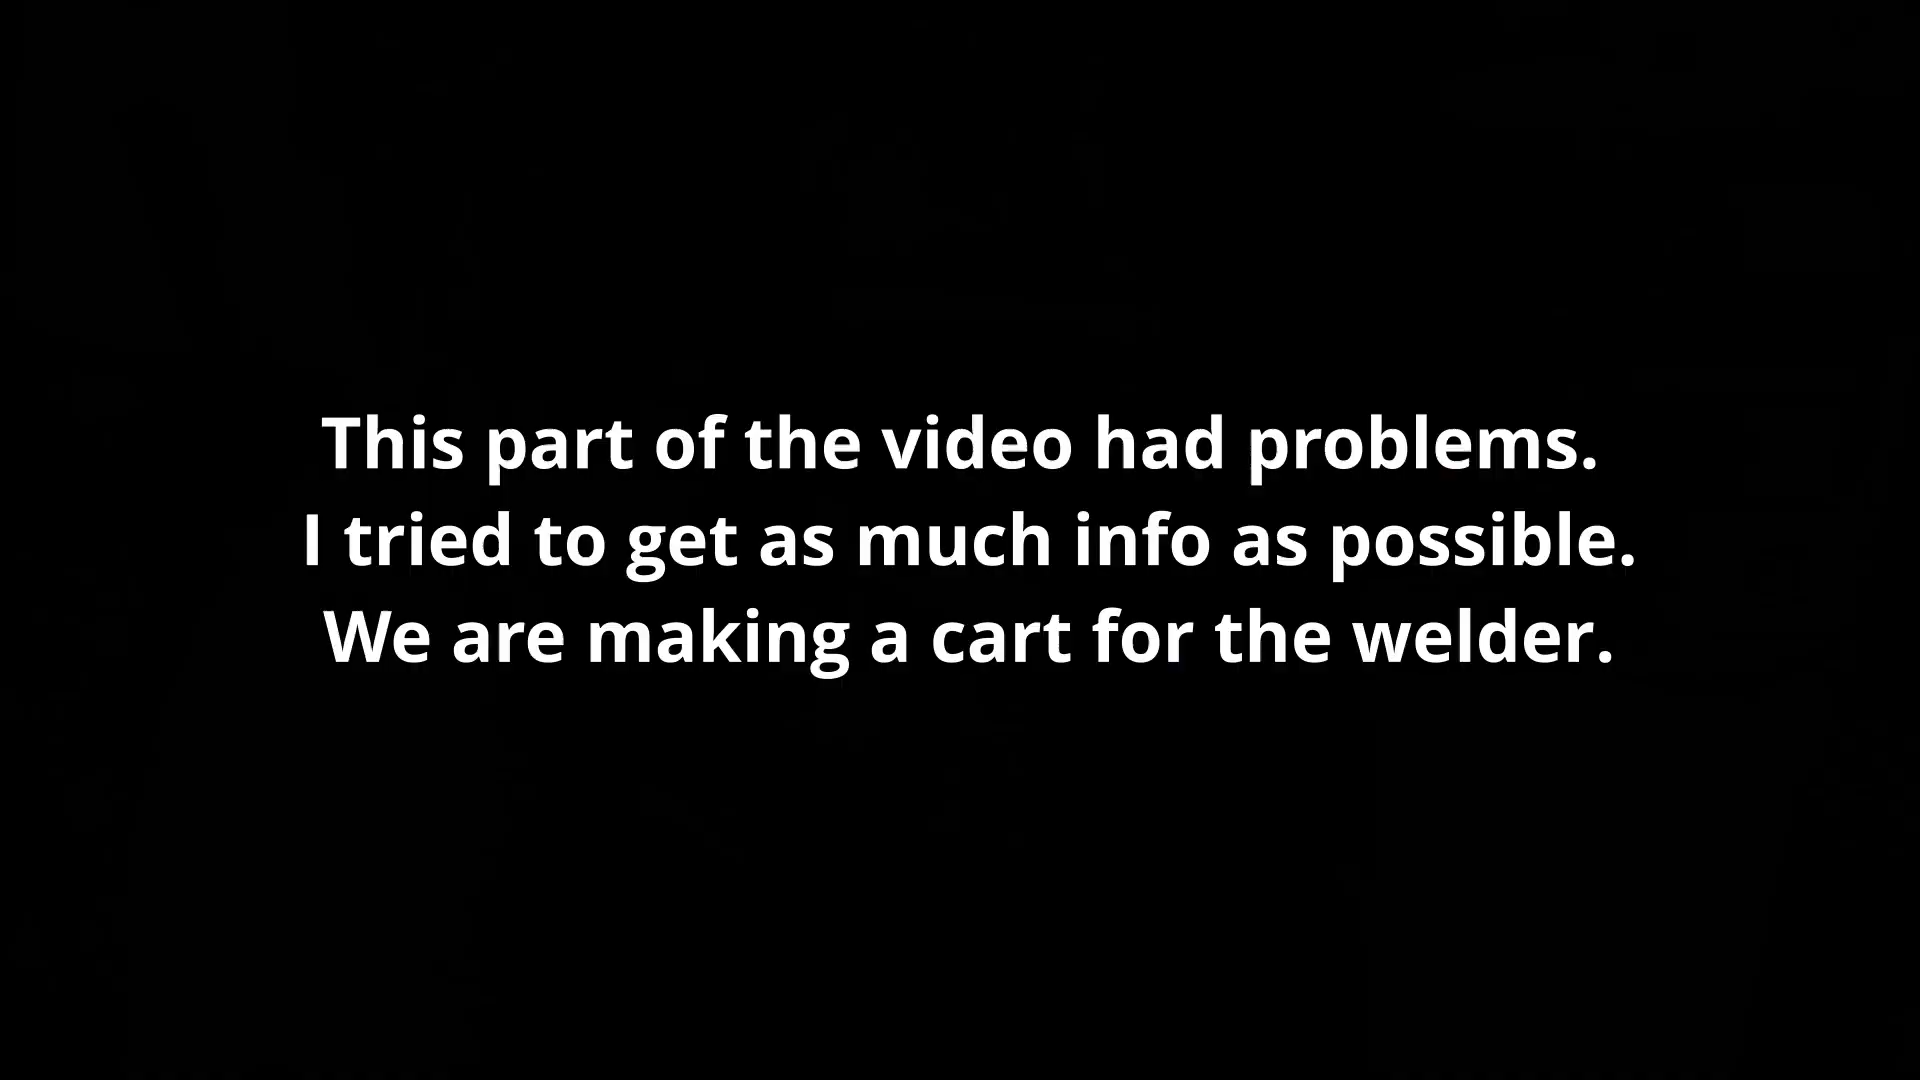 This part of the video had problems.
I tried to get as much info as possible.
We are making a cart for the welder.